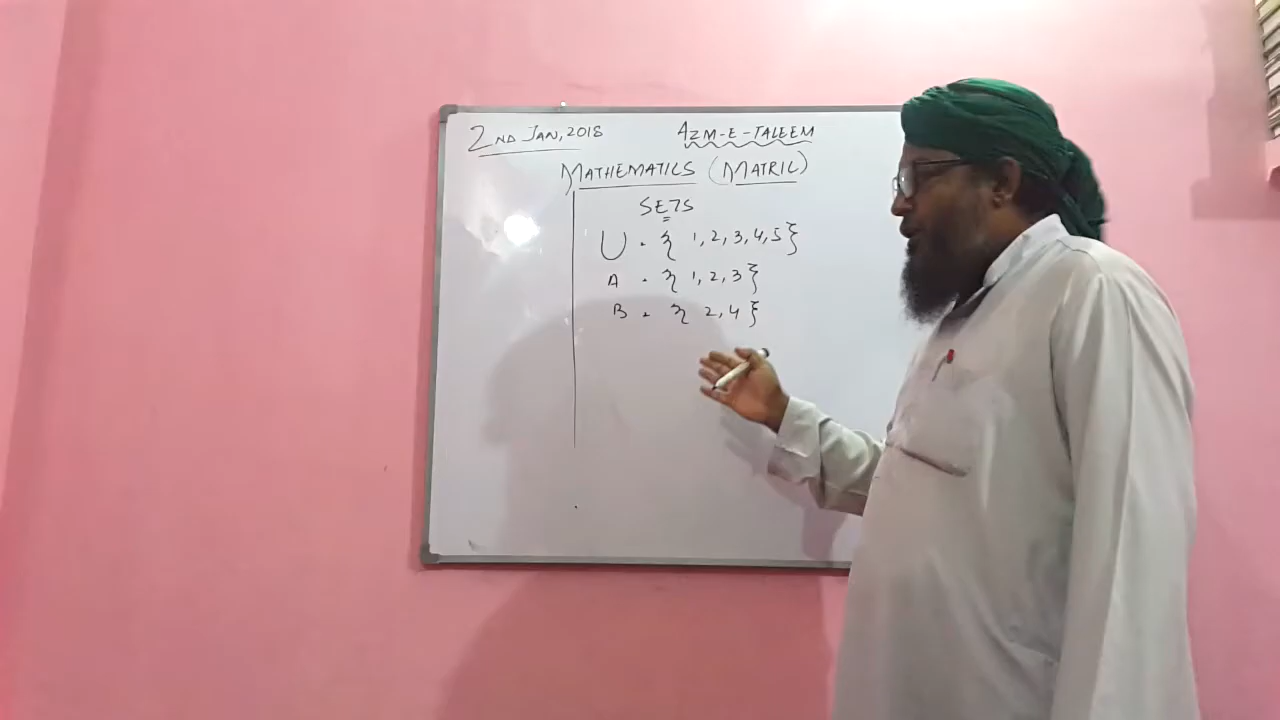 2ND JAN, 2018 AZM-E-TALEEM
MATHEMATICS (MATRIC)
SETS
U = { 1, 2, 3, 4, 5 }
A = { 1, 2, 3 }
B = { 2, 4 }